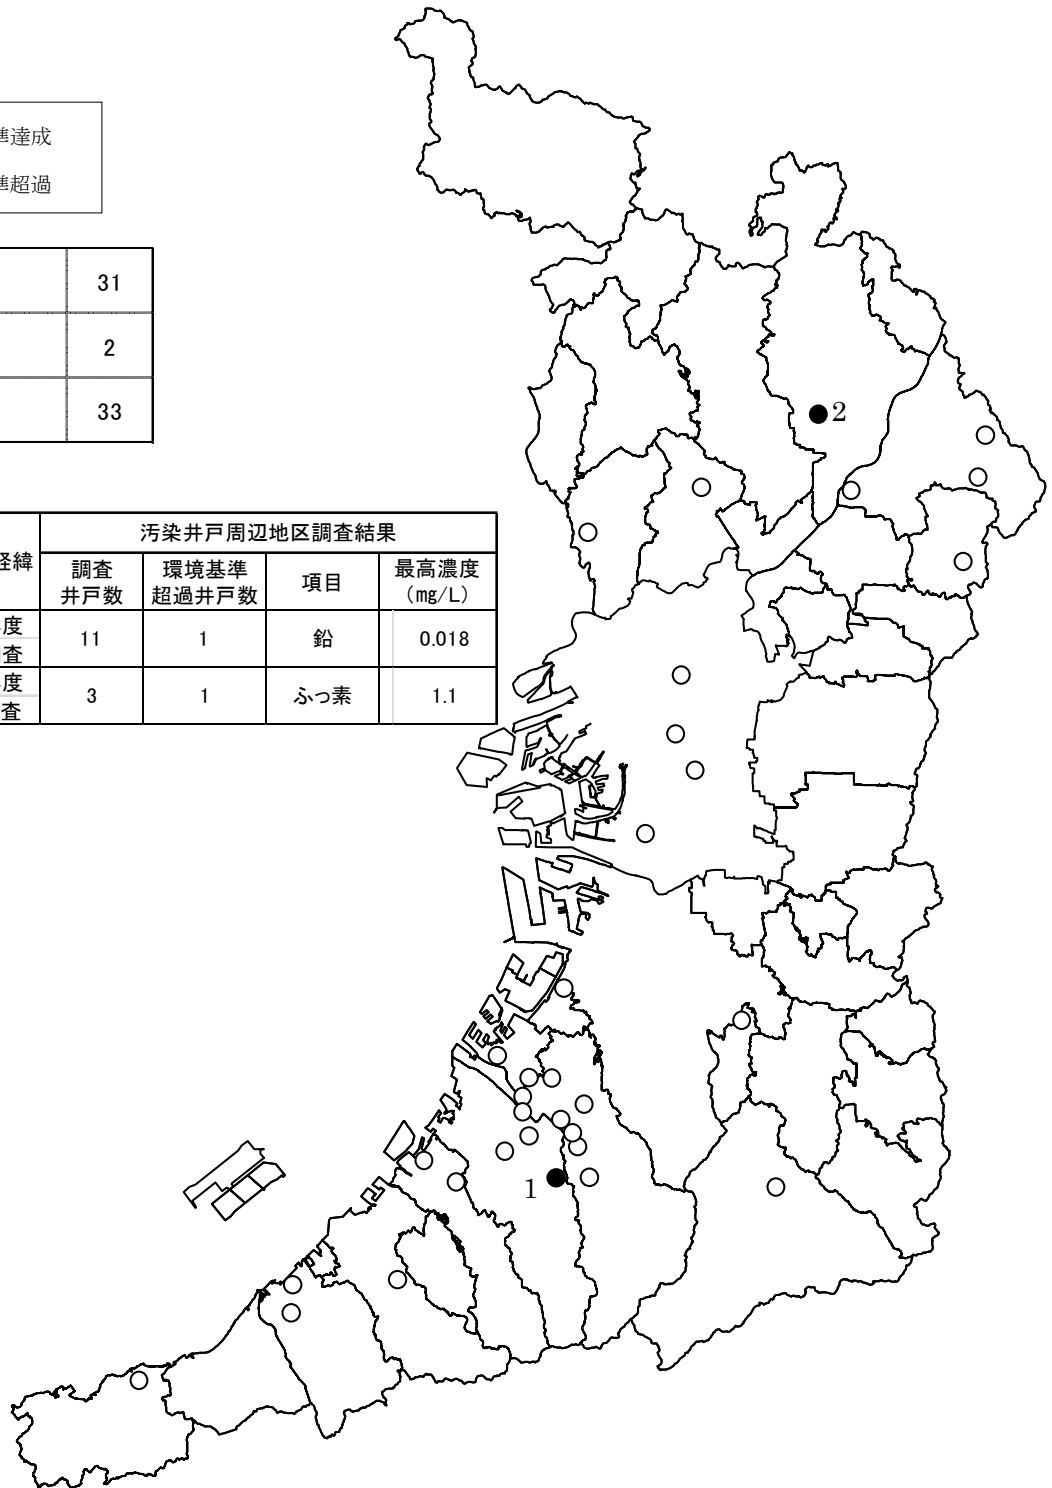 準達成
準超過
31
2
33
経緯
汚染井戸周辺地区調査結果
調査
井戸数
環境基準
超過井戸数
項目
最高濃度
(mg/L)
度
査
11
1
鉛
0.018
度
査
3
1
ふっ素
1.1
2
1